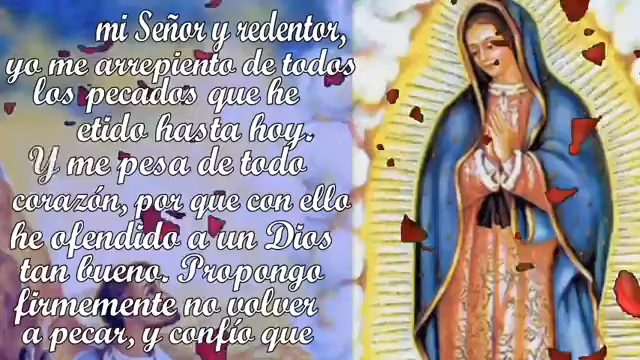 mi Señor y redentor,
yo me arrepiento de todos
los pecados que he
etido hasta hoy.
Y me pesa de todo
corazón, por que con ello
he ofendido a un Dios
tan bueno. Propongo
firmemente no volver
a pecar, y confío que